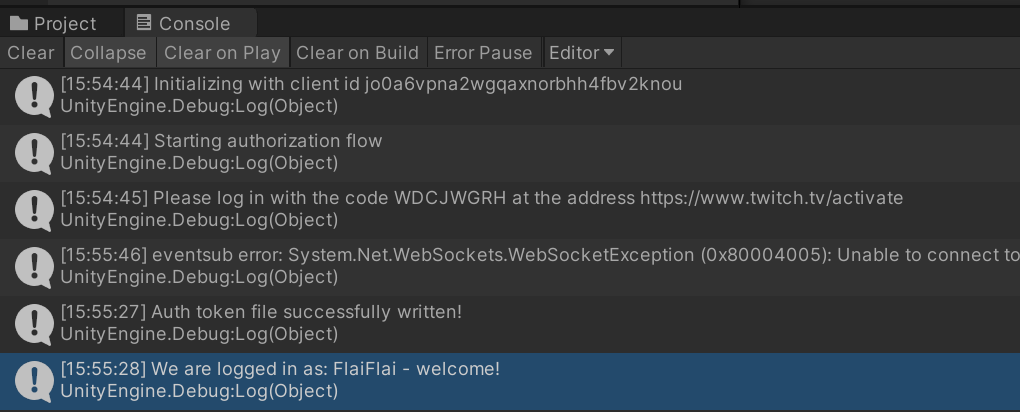 Project Console
Clear Collapse Clear on Play Clear on Build Error Pause Editor
[15:54:44] Initializing with client id jo0a6vpna2wgqaxnorbhh4fbv2knou
UnityEngine.Debug:Log(Object)
[15:54:44] Starting authorization flow
UnityEngine.Debug:Log(Object)
[15:54:45] Please log in with the code WDCJWGRH at the address https://www.twitch.tv/activate
UnityEngine.Debug:Log(Object)
[15:55:46] eventsub error: System.Net.WebSockets.WebSocketException (0x80004005): Unable to connect to
UnityEngine.Debug:Log(Object)
[15:55:27] Auth token file successfully written!
UnityEngine.Debug:Log(Object)
[15:55:28] We are logged in as: FlaiFlai - welcome!
UnityEngine.Debug:Log(Object)